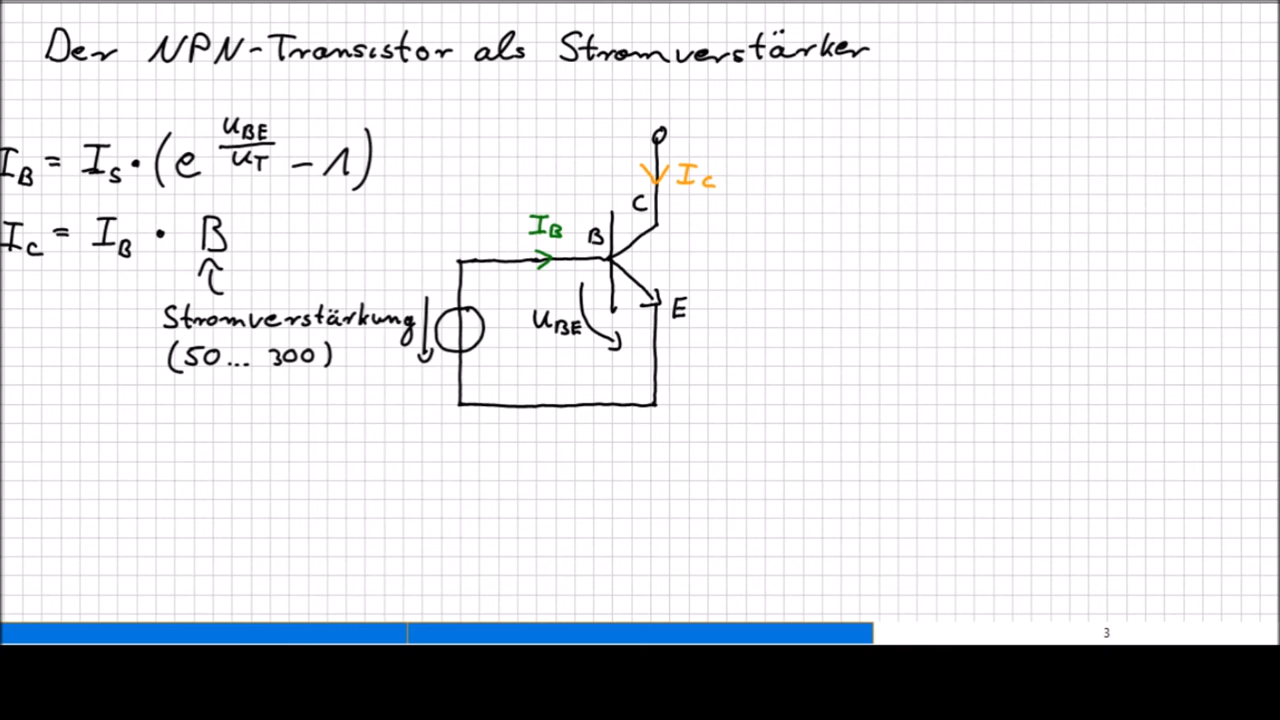 Der NPN-Transistor als Stromverstärker
I_B = I_S · (e^(U_BE/U_T) - 1)
I_C = I_B · B
Stromverstärkung
(50... 300)
I_C
C
I_B
B
U_BE
E
3